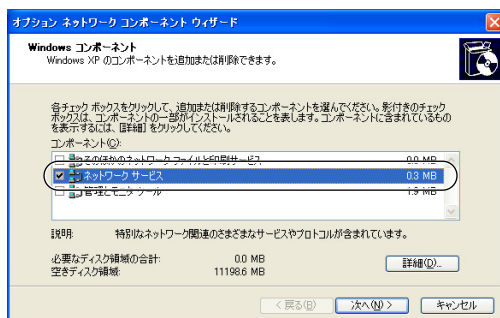 オプション ネットワーク コンポーネント ウィザード
Windows コンポーネント
Windows XP のコンポーネントを追加または削除できます。
各チェック ボックスをクリックして、追加または削除するコンポーネントを選んでください。影付きのチェック
ボックスは、コンポーネントの一部がインストールされることを表します。コンポーネントに含まれているもの
を表示するには、[詳細] をクリックしてください。
コンポーネント(C):
そのほかのネットワーク ファイルと印刷サービス 0.0 MB
ネットワーク サービス 0.3 MB
管理とモニタ ツール 1.9 MB
説明: 特別なネットワーク関連のさまざまなサービスやプロトコルが含まれています。
必要なディスク領域の合計: 0.0 MB
空きディスク領域: 11198.6 MB
詳細(D)...
< 戻る(B) 次へ(N) > キャンセル